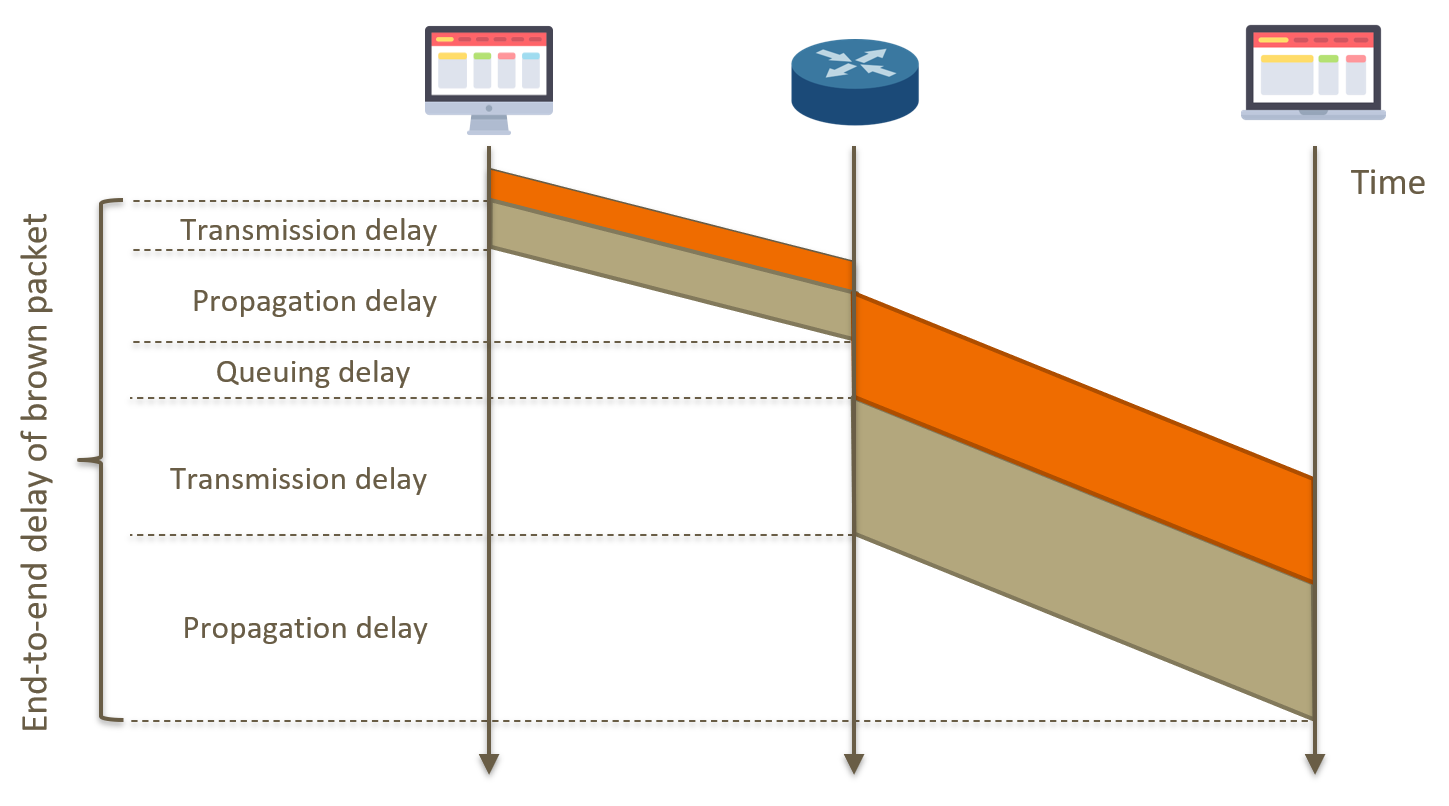 Time
End-to-end delay of brown packet
Transmission delay
Propagation delay
Queuing delay
Transmission delay
Propagation delay